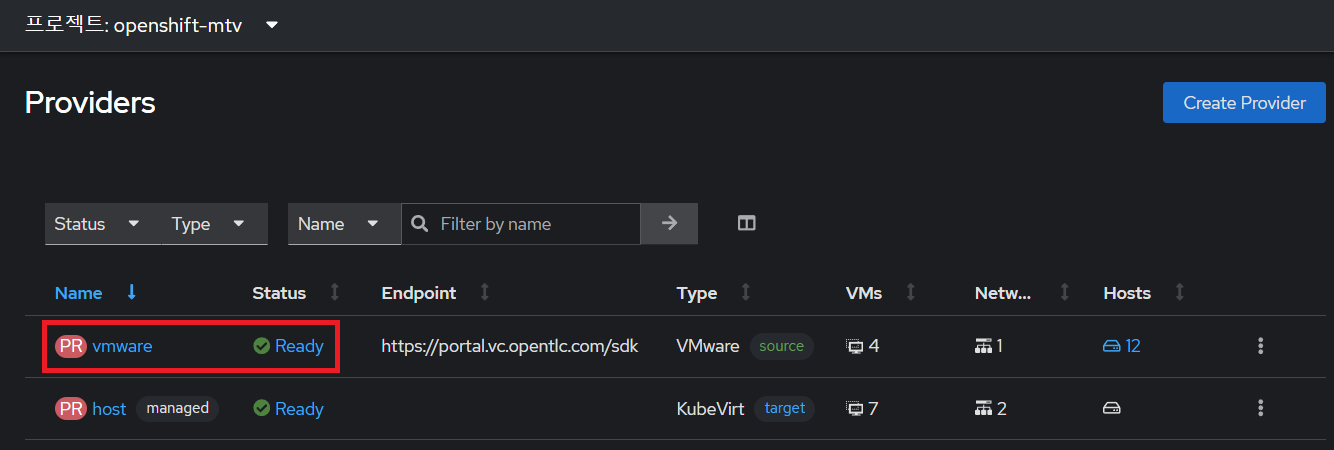 프로젝트: openshift-mtv
Providers
Create Provider
Status Type Name Filter by name
Name Status Endpoint Type VMs Netw... Hosts
PR vmware Ready https://portal.vc.opentlc.com/sdk VMware source 4 1 12
PR host managed Ready KubeVirt target 7 2